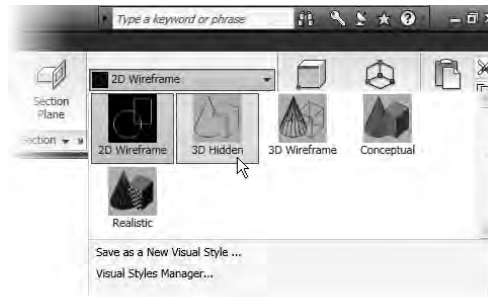 Type a keyword or phrase
2D Wireframe
Section
Plane
2D Wireframe
3D Hidden
3D Wireframe
Conceptual
Realistic
Save as a New Visual Style ...
Visual Styles Manager...